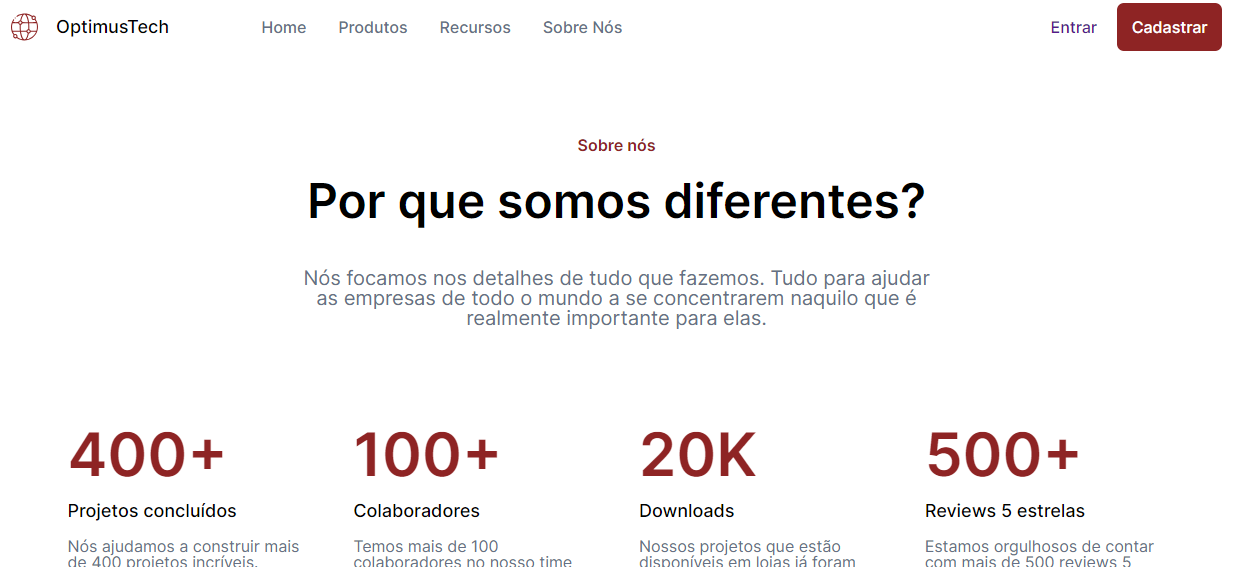 OptimusTech
Home Produtos Recursos Sobre Nós
Entrar Cadastrar
Sobre nós
Por que somos diferentes?
Nós focamos nos detalhes de tudo que fazemos. Tudo para ajudar
as empresas de todo o mundo a se concentrarem naquilo que é
realmente importante para elas.
400+
Projetos concluídos
Nós ajudamos a construir mais
de 400 projetos incríveis.
100+
Colaboradores
Temos mais de 100
colaboradores no nosso time
20K
Downloads
Nossos projetos que estão
disponíveis em lojas já foram
500+
Reviews 5 estrelas
Estamos orgulhosos de contar
com mais de 500 reviews 5